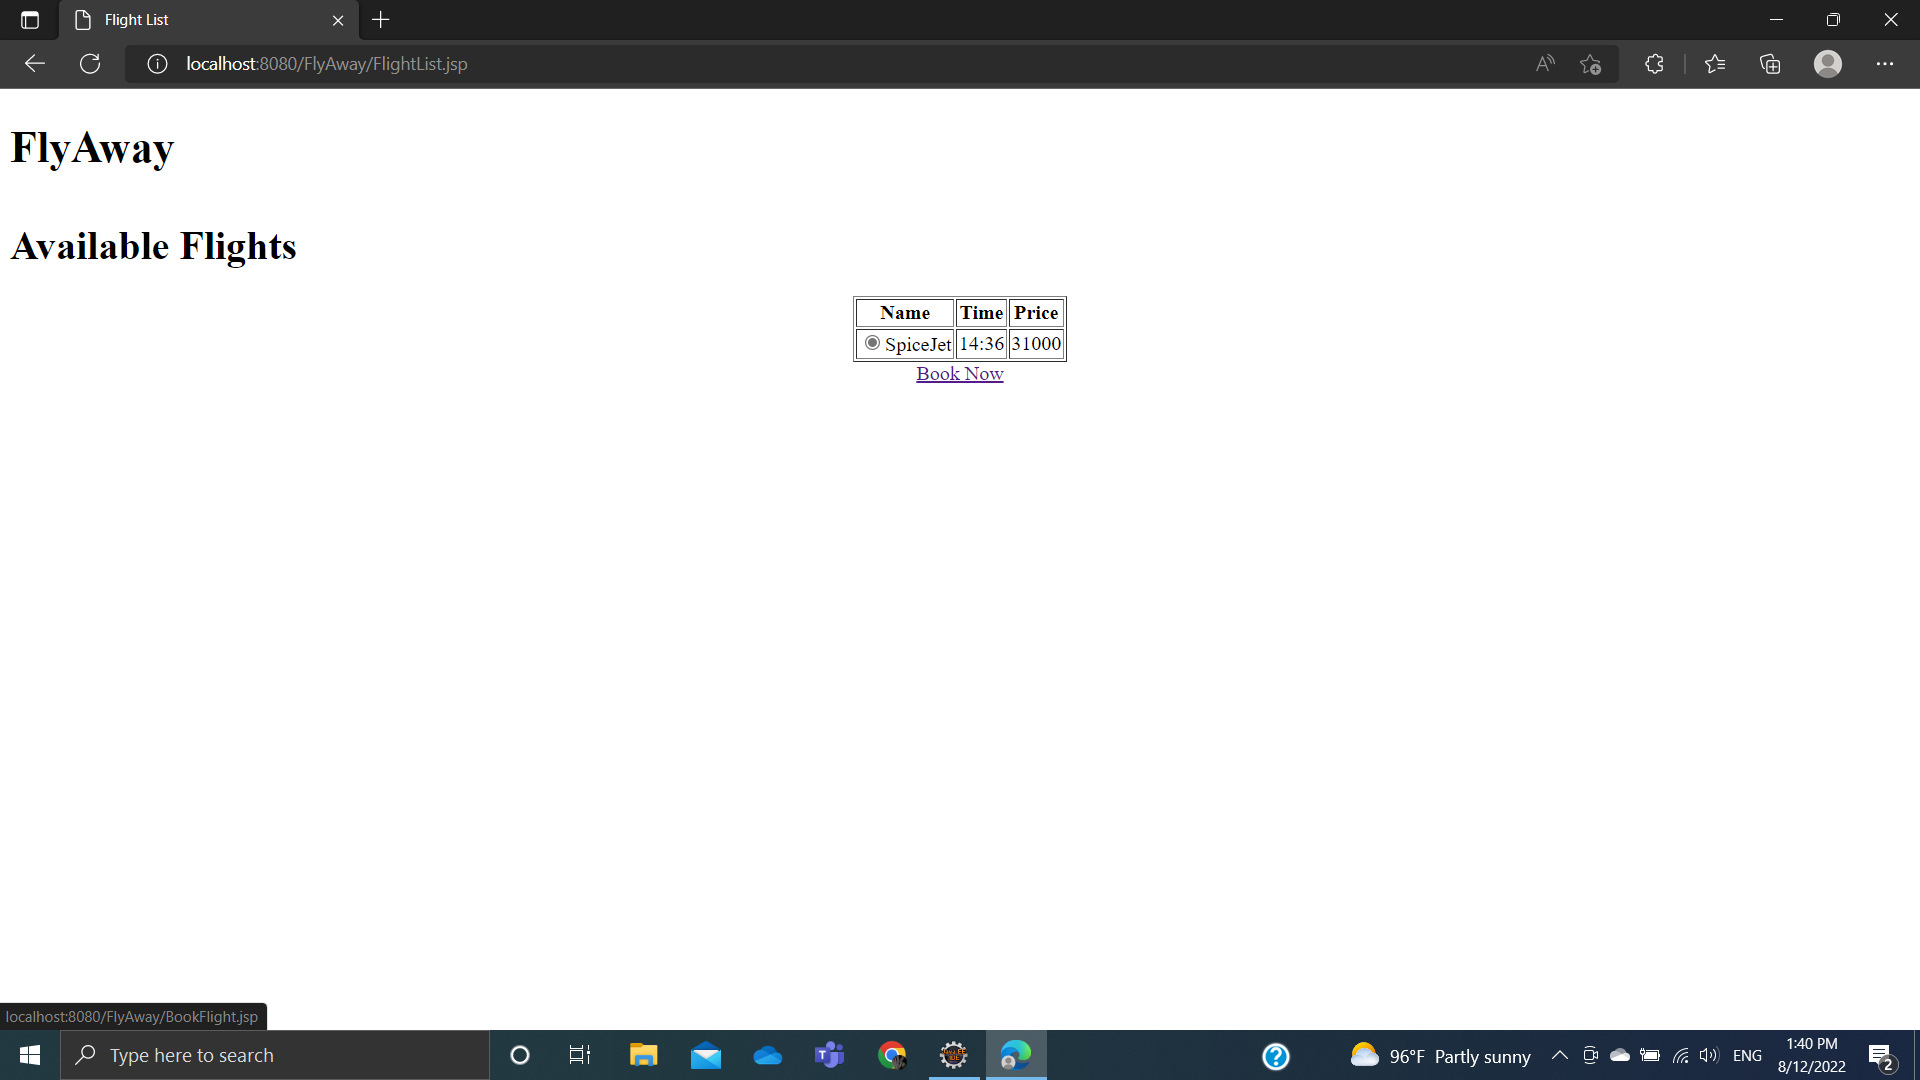 Flight List
localhost:8080/FlyAway/FlightList.jsp
FlyAway
Available Flights
Name Time Price
SpiceJet 14:36 31000
Book Now
localhost:8080/FlyAway/BookFlight.jsp
Type here to search
96°F Partly sunny
ENG
1:40 PM
8/12/2022
2